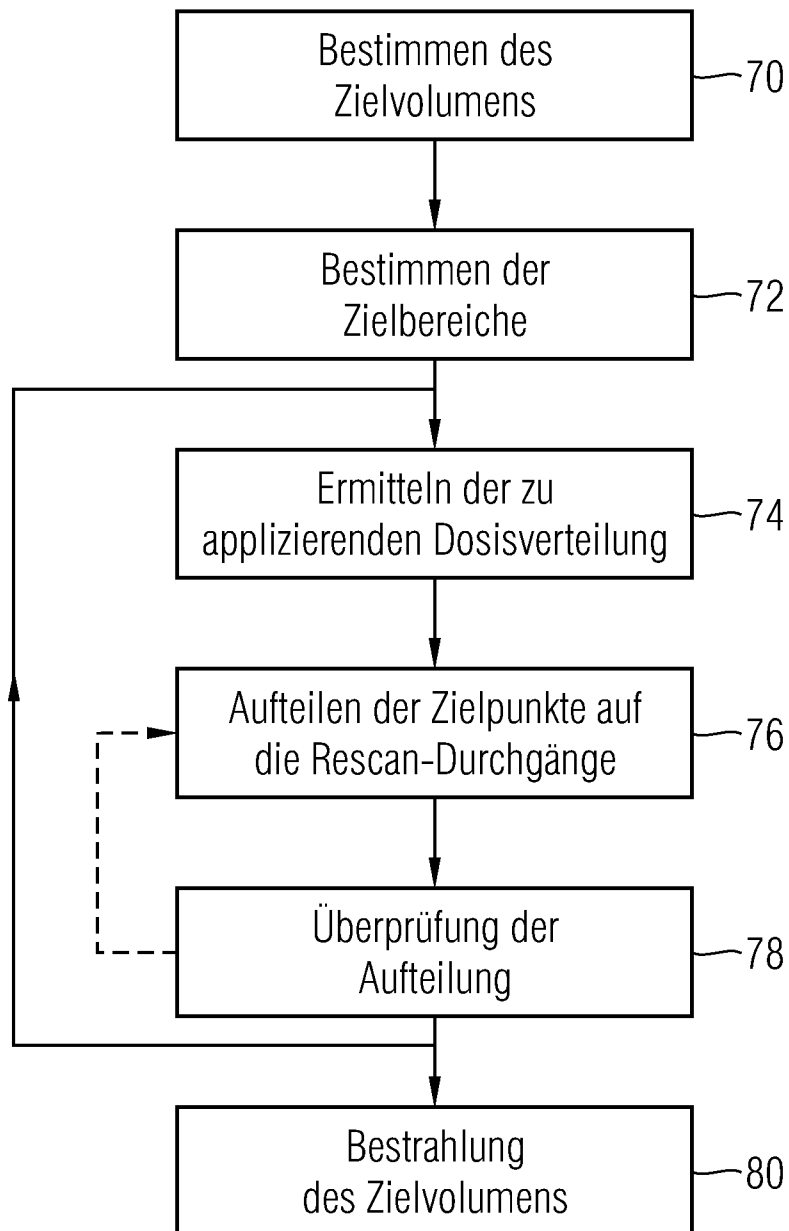 Bestimmen des
Zielvolumens
70
Bestimmen der
Zielbereiche
72
Ermitteln der zu
applizierenden Dosisverteilung
74
Aufteilen der Zielpunkte auf
die Rescan-Durchgänge
76
Überprüfung der
Aufteilung
78
Bestrahlung
des Zielvolumens
80